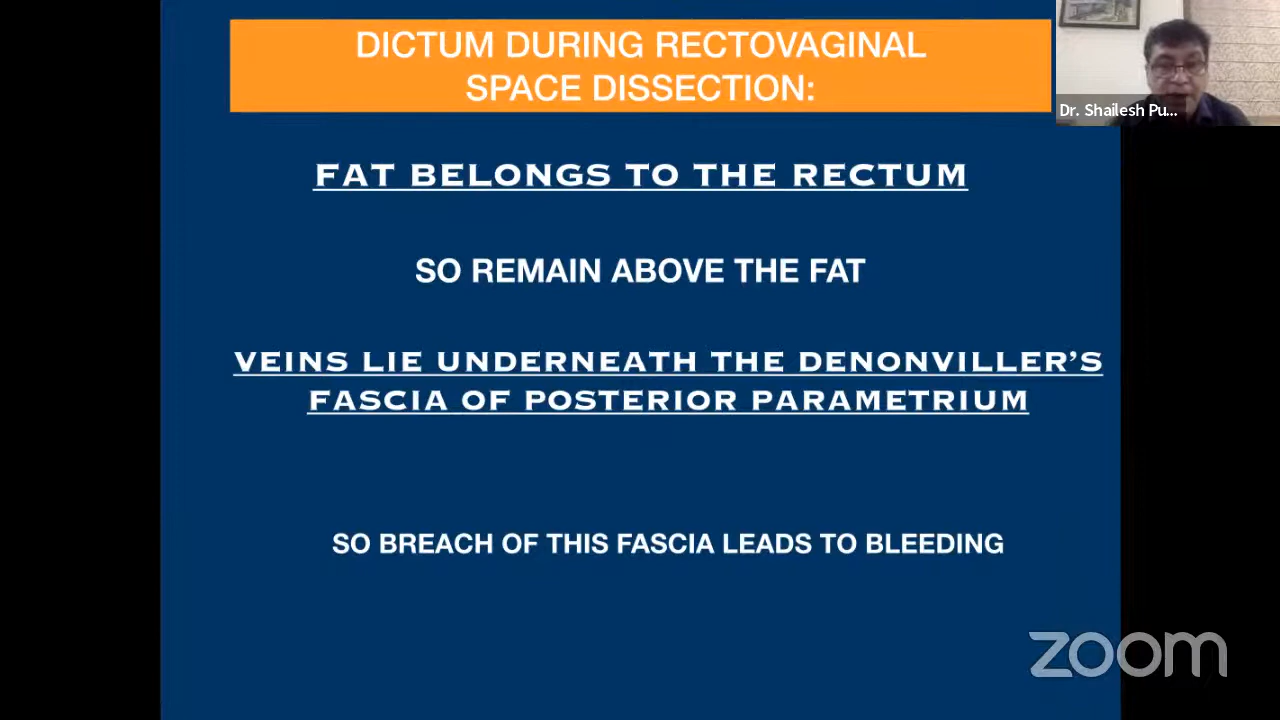 DICTUM DURING RECTOVAGINAL
SPACE DISSECTION:
Dr. Shailesh Pu...
FAT BELONGS TO THE RECTUM
SO REMAIN ABOVE THE FAT
VEINS LIE UNDERNEATH THE DENONVILLER'S
FASCIA OF POSTERIOR PARAMETRIUM
SO BREACH OF THIS FASCIA LEADS TO BLEEDING
zoom